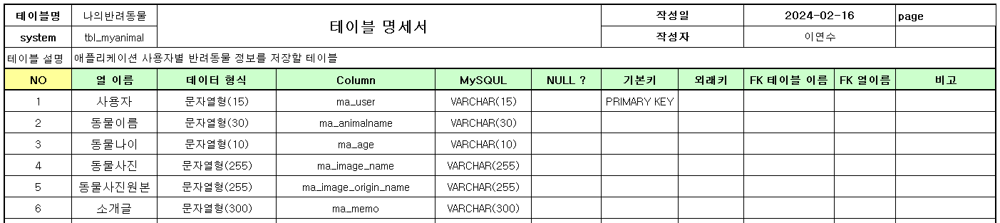 테이블명 나의반려동물 테이블 명세서 작성일 2024-02-16 page
system tbl_myanimal 작성자 이연수
테이블 설명 애플리케이션 사용자별 반려동물 정보를 저장할 테이블
NO 열 이름 데이터 형식 Column MySQUL NULL ? 기본키 외래키 FK 테이블 이름 FK 열이름 비고
1 사용자 문자열형(15) ma_user VARCHAR(15) PRIMARY KEY
2 동물이름 문자열형(30) ma_animalname VARCHAR(30)
3 동물나이 문자열형(10) ma_age VARCHAR(10)
4 동물사진 문자열형(255) ma_image_name VARCHAR(255)
5 동물사진원본 문자열형(255) ma_image_origin_name VARCHAR(255)
6 소개글 문자열형(300) ma_memo VARCHAR(300)